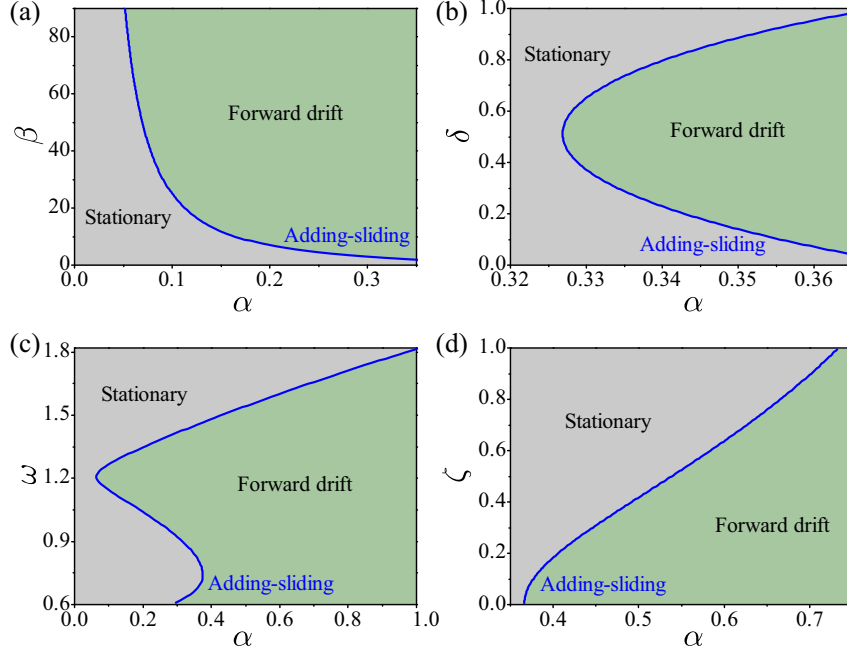 (a)
80
60
40
20
0
β
Forward drift
Stationary
Adding-sliding
0.0 0.1 0.2 0.3
α
(b)
1.0
0.8
0.6
0.4
0.2
0.0
δ
Stationary
Forward drift
Adding-sliding
0.32 0.33 0.34 0.35 0.36
α
(c)
1.8
1.5
1.2
0.9
0.6
ω
Stationary
Forward drift
Adding-sliding
0.0 0.2 0.4 0.6 0.8 1.0
α
(d)
1.0
0.8
0.6
0.4
0.2
0.0
ζ
Stationary
Forward drift
Adding-sliding
0.4 0.5 0.6 0.7
α